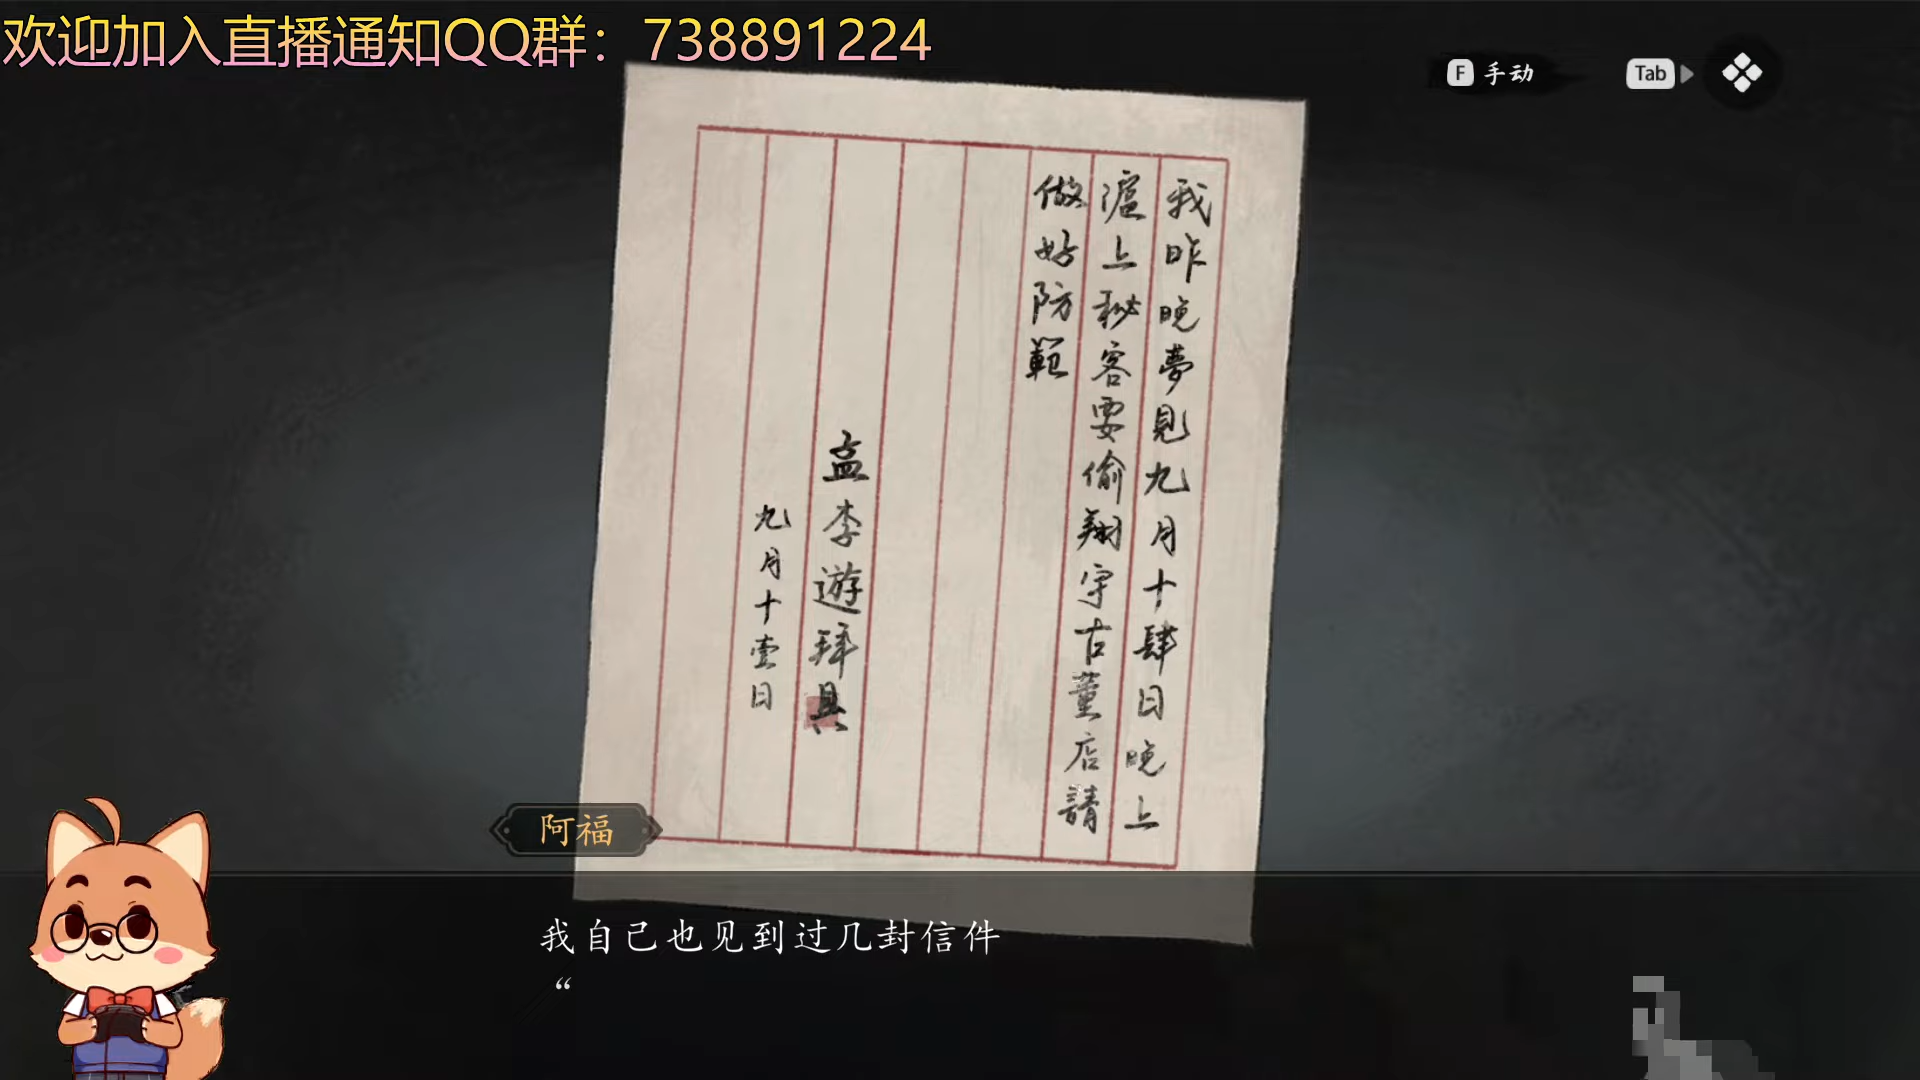 欢迎加入直播通知QQ群：738891224
F 手动
Tab
我昨晚夢見九月十肆日晚上
滬上秘客要偷翔宇古董店請
做好防範
孟李遊拜具
九月十壹日
阿福
我自己也见到过几封信件
“